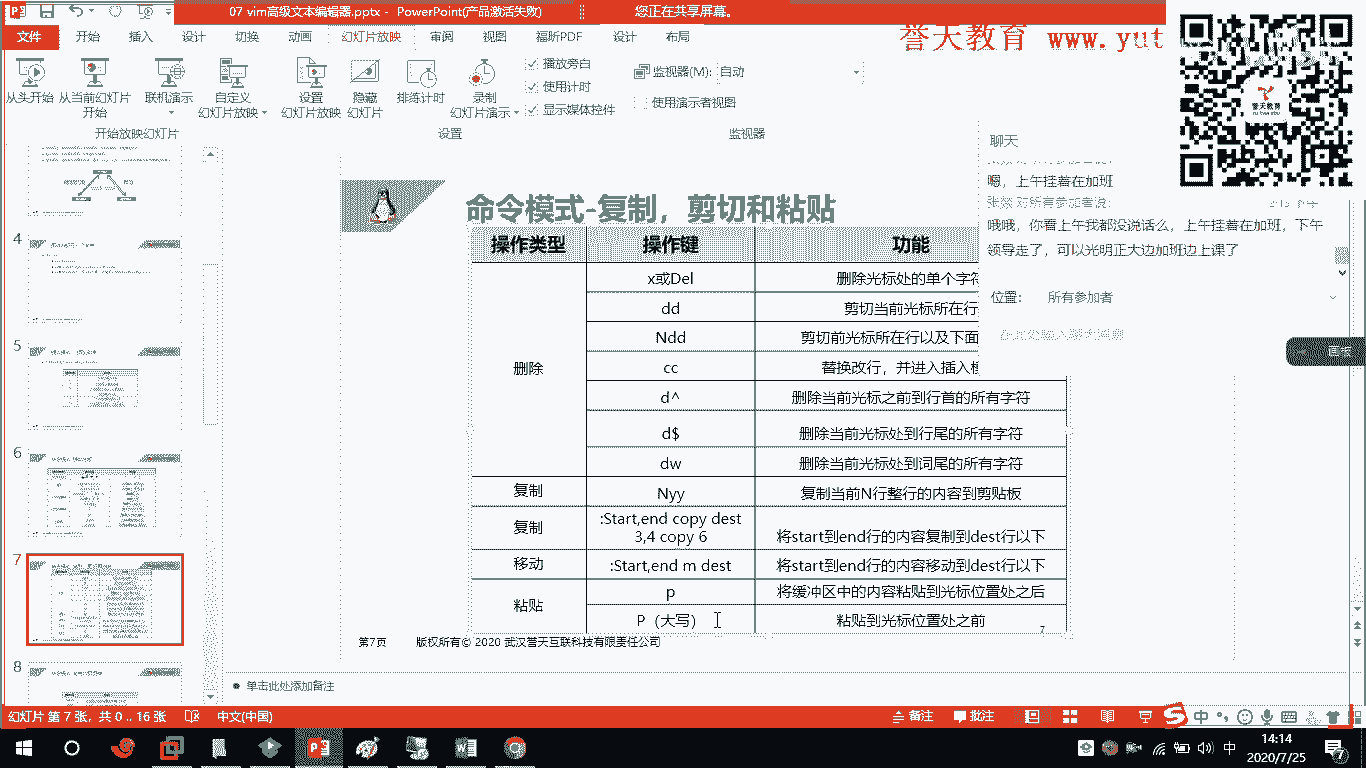 07 vim高级文本编辑器.pptx - PowerPoint(产品激活失败)
您正在共享屏幕。
文件 开始 插入 设计 切换 动画 幻灯片放映 审阅 视图 福昕PDF 设计 布局
誉天教育 www.yut
从头开始
从当前幻灯片开始
联机演示
自定义幻灯片放映
设置幻灯片放映
隐藏幻灯片
排练计时
录制幻灯片演示
播放旁白
使用计时
显示媒体控件
监视器(M): 自动
使用演示者视图
开始放映幻灯片 设置 监视器
誉天教育
聊天
嗯，上午挂着在加班
对所有参加者说:
哦哦，你看上午我都没说话么，上午挂着在加班，下午
领导走了，可以光明正大边加班边上课了
位置： 所有参加者
画板
4
5
6
7
8
命令模式-复制，剪切和粘贴
操作类型 操作键 功能
删除
x或Del 删除光标处的单个字符
dd 剪切当前光标所在行
Ndd 剪切前光标所在行以及下面
cc 替换改行，并进入插入
d^ 删除当前光标之前到行首的所有字符
d$ 删除当前光标处到行尾的所有字符
dw 删除当前光标处到词尾的所有字符
复制 Nyy 复制当前N行整行的内容到剪贴板
复制 :Start,end copy dest
3,4 copy 6 将start到end行的内容复制到dest行以下
移动 :Start,end m dest 将start到end行的内容移动到dest行以下
粘贴
p 将缓冲区中的内容粘贴到光标位置处之后
P（大写） 粘贴到光标位置处之前
7
第7页 版权所有© 2020 武汉誉天互联科技有限责任公司
单击此处添加备注
幻灯片 第 7 张，共 0 .. 16 张 中文(中国)
备注 批注
中
中
14:14
2020/7/25
7